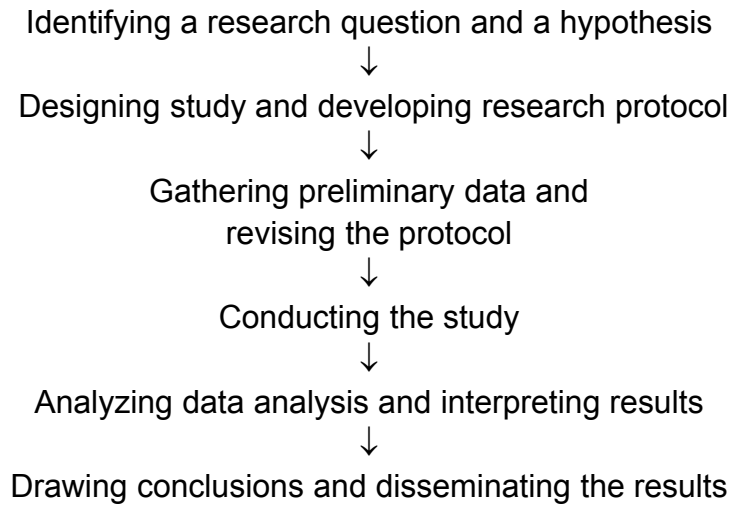 Identifying a research question and a hypothesis
↓
Designing study and developing research protocol
↓
Gathering preliminary data and
revising the protocol
↓
Conducting the study
↓
Analyzing data analysis and interpreting results
↓
Drawing conclusions and disseminating the results